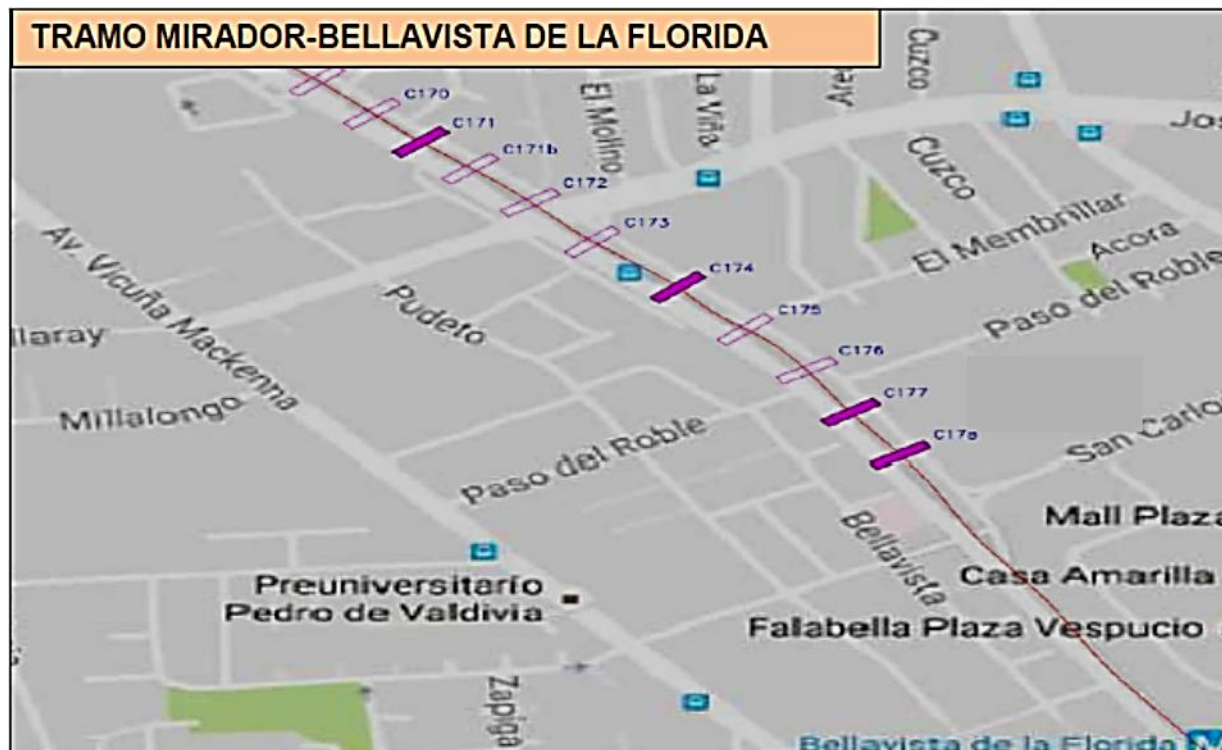 TRAMO MIRADOR-BELLAVISTA DE LA FLORIDA
C170
C171
C171b
C172
C173
C174
C175
C176
C177
C178
El Molino
La Viña
Cuzco
Cuzco
El Membrillar
Acora
Paso del Roble
Av. Vicuña Mackenna
Pudeto
llaray
Millalongo
Paso del Roble
San Carlo
Mall Plaza
Bellavista
Casa Amarilla
Preuniversitario
Pedro de Valdivia
Falabella Plaza Vespucio
Zapiga
Bellavista de la Florida